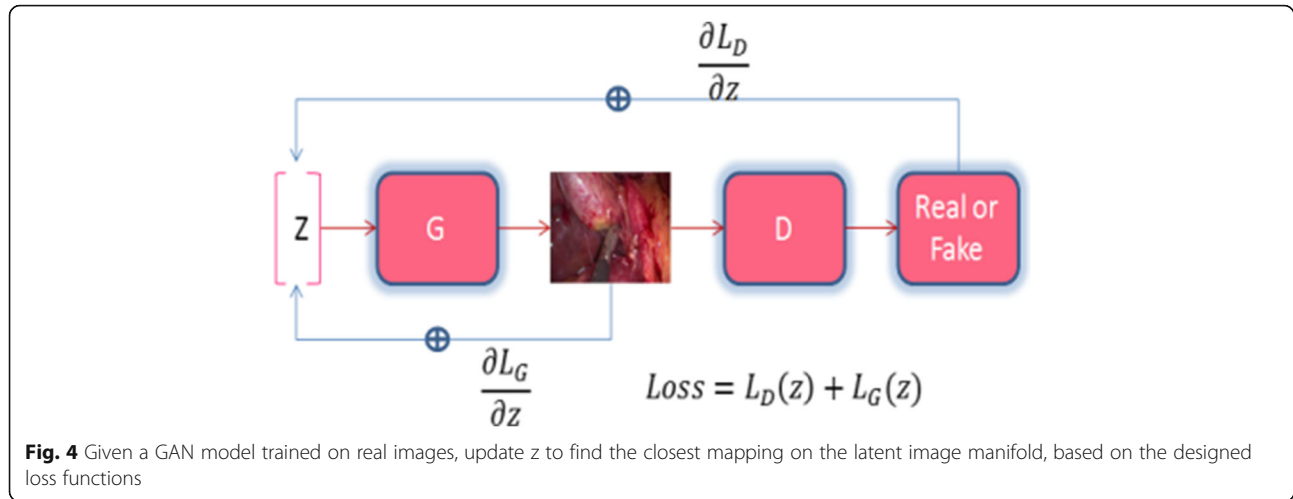 ∂L_D
∂z
Z
G
D
Real or
Fake
∂L_G
∂z
Loss = L_D(z) + L_G(z)
Fig. 4 Given a GAN model trained on real images, update z to find the closest mapping on the latent image manifold, based on the designed
loss functions